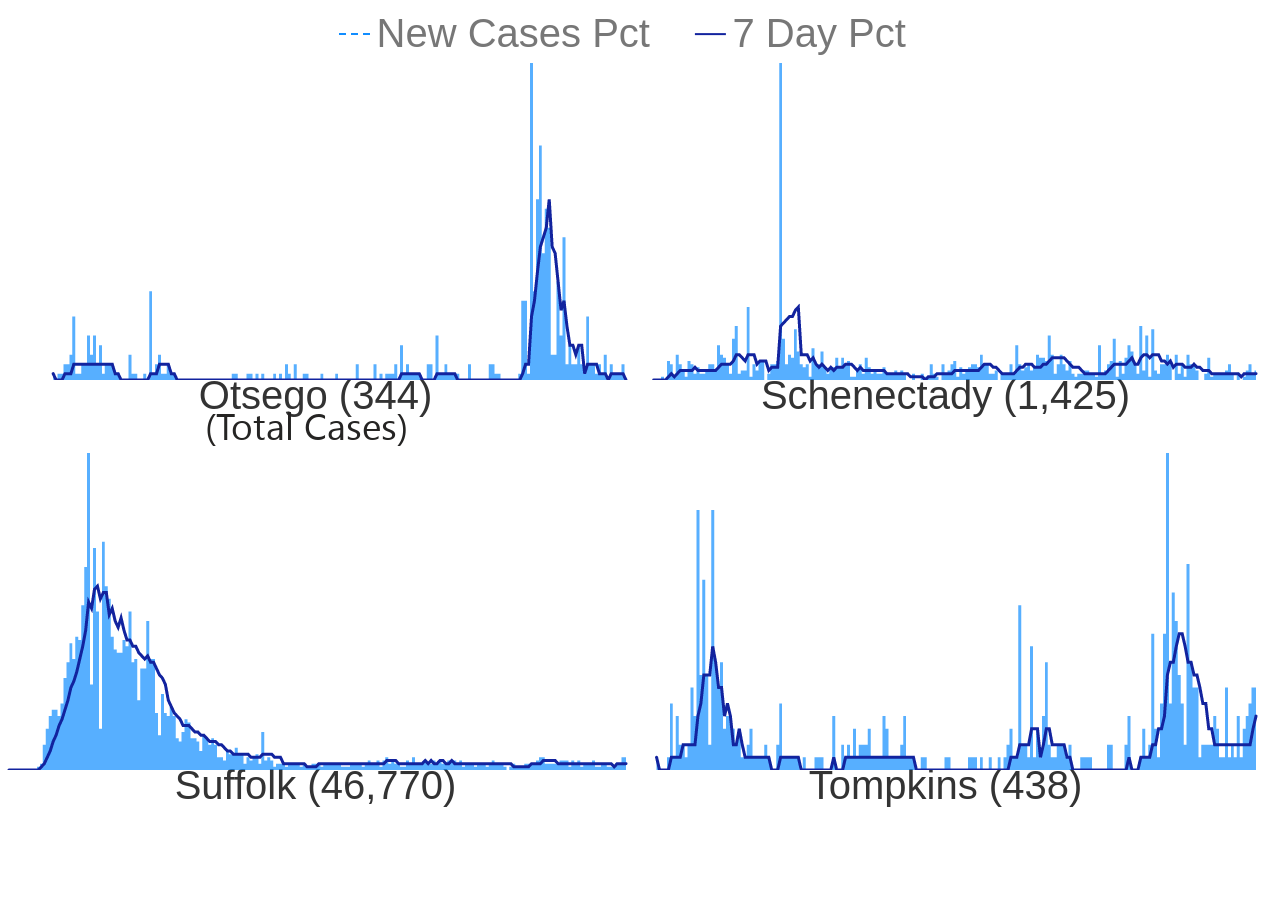 New Cases Pct 7 Day Pct
Otsego (344)
(Total Cases)
Schenectady (1,425)
Suffolk (46,770)
Tompkins (438)